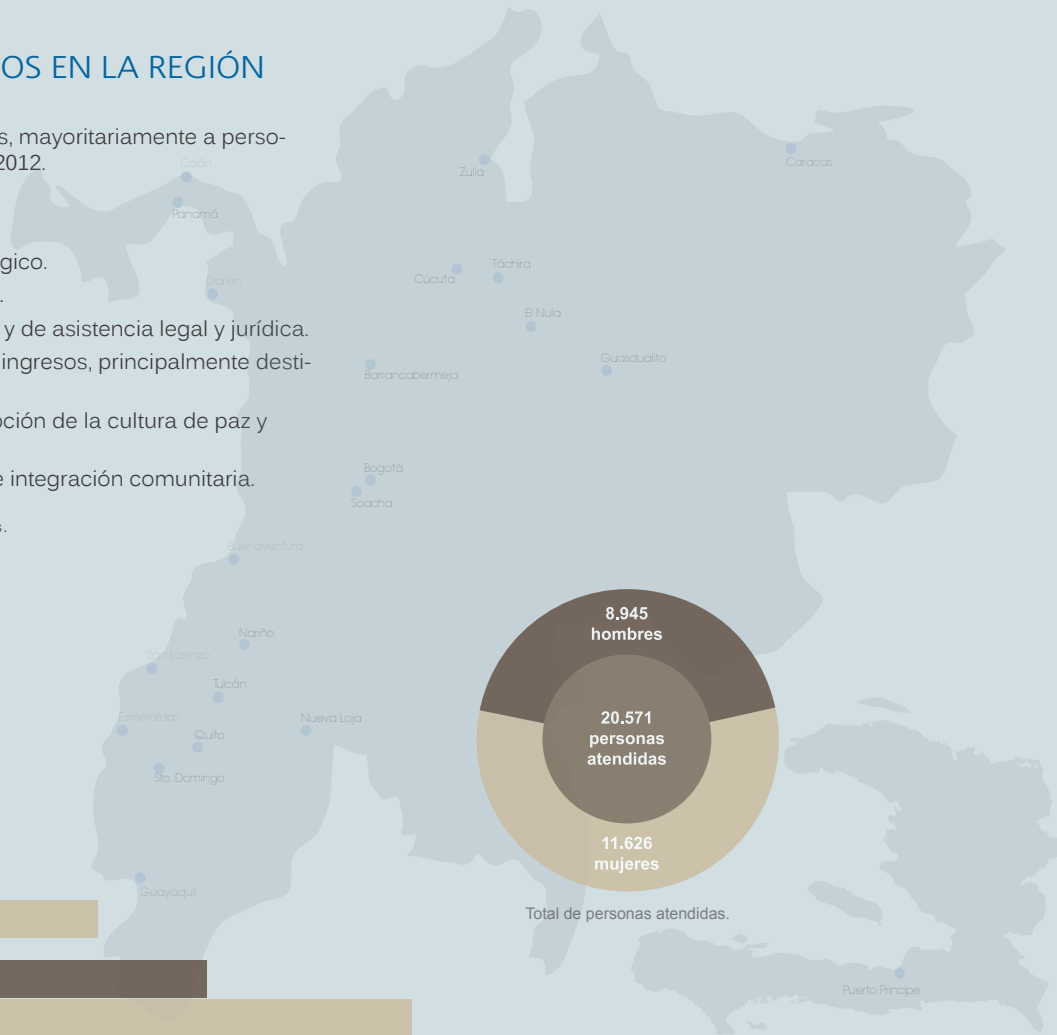 OS EN LA REGIÓN
s, mayoritariamente a perso-
2012.
gico.
.
y de asistencia legal y jurídica.
ingresos, principalmente desti-
oción de la cultura de paz y
e integración comunitaria.
s.
Colón
Panamá
Darién
Zulia
Caracas
Cúcuta
Táchira
El Nula
Guasdualito
Barrancabermeja
Bogotá
Soacha
Buenaventura
Nariño
San Lorenzo
Tulcán
Esmeraldas
Quito
Nueva Loja
Sto. Domingo
Guayaquil
8.945
hombres
20.571
personas
atendidas
11.626
mujeres
Total de personas atendidas.
Puerto Principe